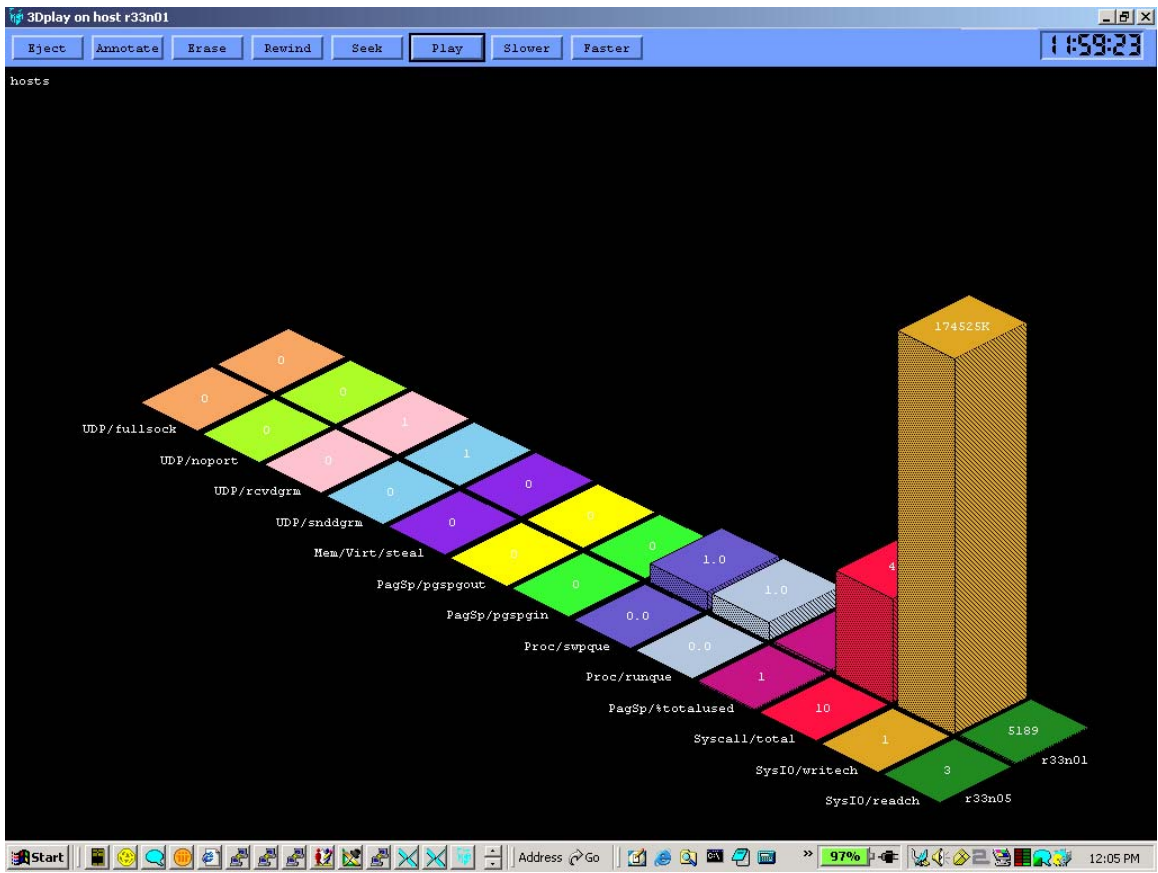 3Dplay on host r33n01
Eject Annotate Erase Rewind Seek Play Slower Faster 11:59:23
hosts
174525K
0
0
UDP/fullsock
0
0
UDP/noport
1
0
UDP/rcvdgrm
1
0
UDP/snddgrm
0
0
Mem/Virt/steal
0
0
PagSp/pgspgout
0
0
PagSp/pgspgin
1.0
0.0
Proc/swpque
1.0
0.0
Proc/runque
1
PagSp/%totalused
4
10
Syscall/total
1
SysIO/writech
5189
3
SysIO/readch
r33n01
r33n05
Start Address Go » 97% 12:05 PM